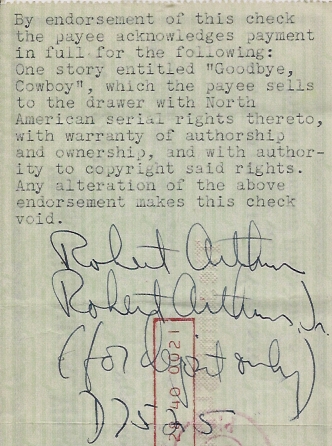 By endorsement of this check
the payee acknowledges payment
in full for the following:
One story entitled "Goodbye,
Cowboy", which the payee sells
to the drawer with North
American serial rights thereto,
with warranty of authorship
and ownership, and with author-
ity to copyright said rights.
Any alteration of the above
endorsement makes this check
void.
Robert Arthur
Robert Arthur, Jr.
(for deposit only)